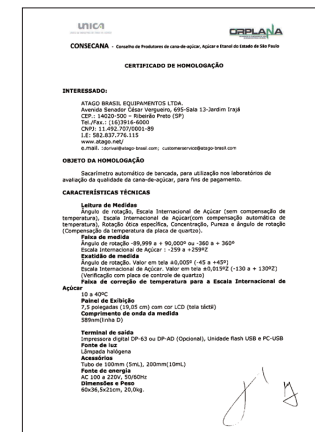 unica
ORPLANA
CONSECANA - Conselho de Produtores de cana-de-açúcar, Açúcar e Etanol do Estado de São Paulo
CERTIFICADO DE HOMOLOGAÇÃO
INTERESSADO:
ATAGO BRASIL EQUIPAMENTOS LTDA.
Avenida Senador César Vergueiro, 695-Sala 13-Jardim Irajá
CEP.: 14020-500 – Ribeirão Preto (SP)
Tel./Fax.: (16)3916-6000
CNPJ: 11.492.707/0001-89
I.E: 582.837.776.115
www.atago.net/
e.mail. :dorival@atago-brasil.com; customerservice@atago-brasil.com
OBJETO DA HOMOLOGAÇÃO
Sacarímetro automático de bancada, para utilização nos laboratórios de
avaliação da qualidade da cana-de-açúcar, para fins de pagamento.
CARACTERÍSTICAS TÉCNICAS
Leitura de Medidas
Ângulo de rotação, Escala Internacional de Açúcar (sem compensação de
temperatura), Escala Internacional de Açúcar(com compensação automática de
temperatura), Rotação ótica específica, Concentração, Pureza e ângulo de rotação
(Compensação da temperatura da placa de quartzo).
Faixa de medida
Ângulo de rotação -89,999 a + 90,000º ou -360 a + 360º
Escala Internacional de Açúcar : -259 a +259ºZ
Exatidão de medida
Ângulo de rotação. Valor em tela ±0,005º (-45 a +45º)
Escala Internacional de Açúcar. Valor em tela ±0,019ºZ (-130 a + 130ºZ)
(Verificação com placa de controle de quartzo)
Faixa de correção de temperatura para a Escala Internacional de
Açúcar
10 a 40ºC
Painel de Exibição
7,5 polegadas (19,05 cm) com cor LCD (tela táctil)
Comprimento de onda da medida
589nm(linha D)
Terminal de saída
Impressora digital DP-63 ou DP-AD (Opcional), Unidade flash USB e PC-USB
Fonte de luz
Lâmpada halógena
Acessórios
Tubo de 100mm (5mL), 200mm(10mL)
Fonte de energia
AC 100 a 220V, 50/60Hz
Dimensões e Peso
60x36,5x21cm, 20,0kg.